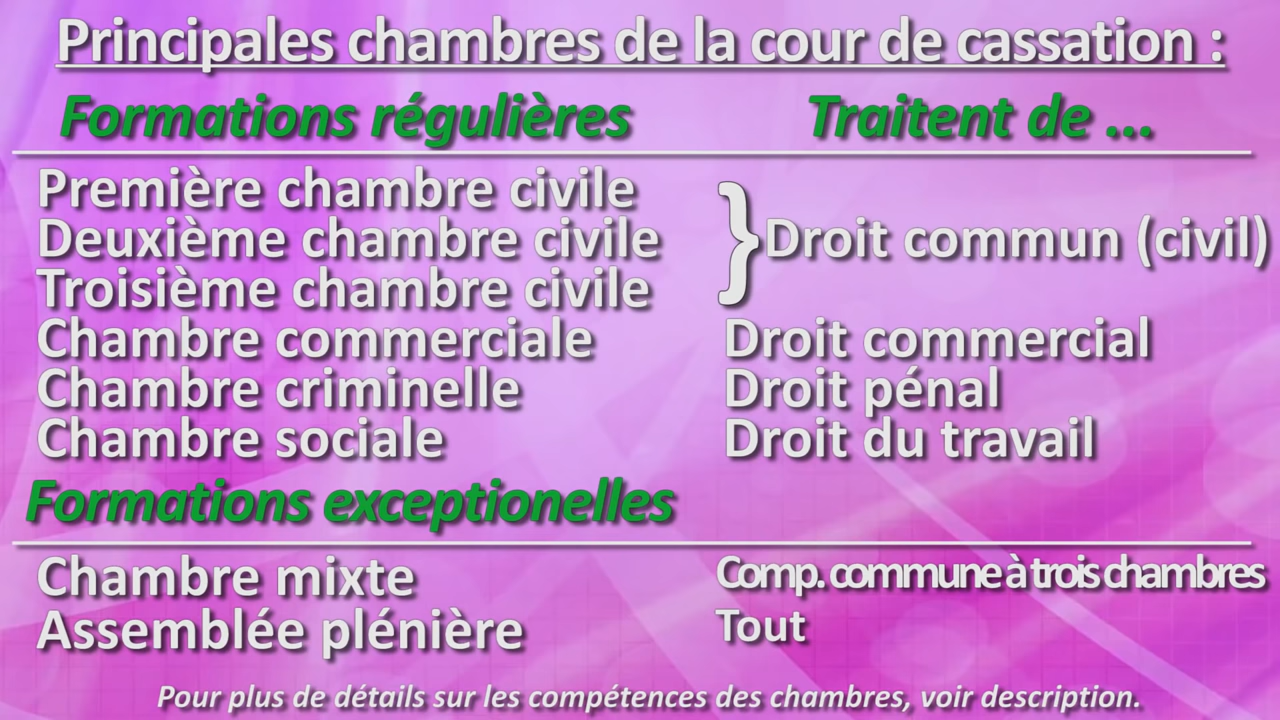 Principales chambres de la cour de cassation :
Formations régulières Traitent de ...
Première chambre civile
Deuxième chambre civile } Droit commun (civil)
Troisième chambre civile
Chambre commerciale Droit commercial
Chambre criminelle Droit pénal
Chambre sociale Droit du travail
Formations exceptionelles
Chambre mixte Comp. commune à trois chambres
Assemblée plénière Tout
Pour plus de détails sur les compétences des chambres, voir description.